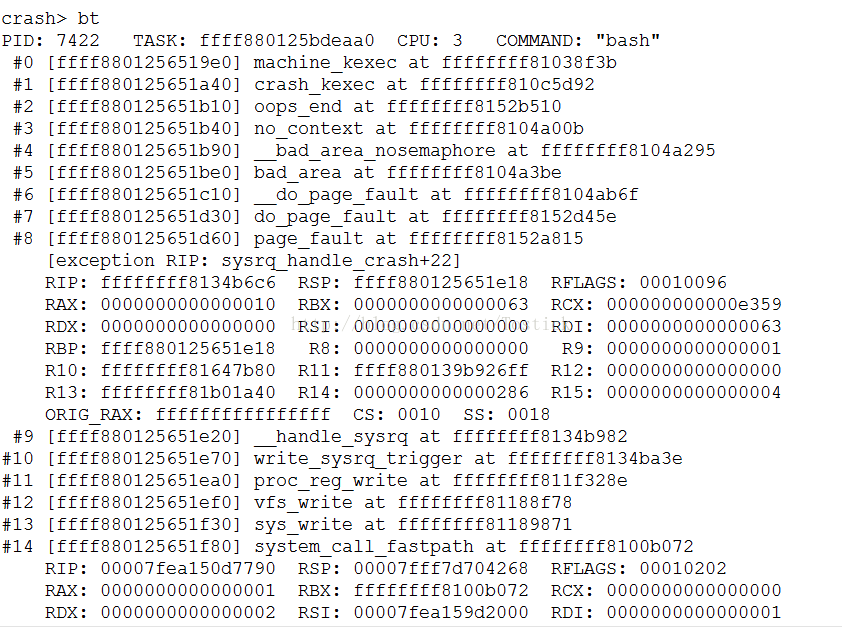 crash> bt
PID: 7422   TASK: ffff880125bdeaa0  CPU: 3   COMMAND: "bash"
 #0 [ffff8801256519e0] machine_kexec at ffffffff81038f3b
 #1 [ffff880125651a40] crash_kexec at ffffffff810c5d92
 #2 [ffff880125651b10] oops_end at ffffffff8152b510
 #3 [ffff880125651b40] no_context at ffffffff8104a00b
 #4 [ffff880125651b90] __bad_area_nosemaphore at ffffffff8104a295
 #5 [ffff880125651be0] bad_area at ffffffff8104a3be
 #6 [ffff880125651c10] __do_page_fault at ffffffff8104ab6f
 #7 [ffff880125651d30] do_page_fault at ffffffff8152d45e
 #8 [ffff880125651d60] page_fault at ffffffff8152a815
    [exception RIP: sysrq_handle_crash+22]
    RIP: ffffffff8134b6c6  RSP: ffff880125651e18  RFLAGS: 00010096
    RAX: 0000000000000010  RBX: 0000000000000063  RCX: 000000000000e359
    RDX: 0000000000000000  RSI: 0000000000000000  RDI: 0000000000000063
    RBP: ffff880125651e18   R8: 0000000000000000   R9: 0000000000000001
    R10: ffffffff81647b80  R11: ffff880139b926ff  R12: 0000000000000000
    R13: ffffffff81b01a40  R14: 0000000000000286  R15: 0000000000000004
    ORIG_RAX: ffffffffffffffff  CS: 0010  SS: 0018
 #9 [ffff880125651e20] __handle_sysrq at ffffffff8134b982
#10 [ffff880125651e70] write_sysrq_trigger at ffffffff8134ba3e
#11 [ffff880125651ea0] proc_reg_write at ffffffff811f328e
#12 [ffff880125651ef0] vfs_write at ffffffff81188f78
#13 [ffff880125651f30] sys_write at ffffffff81189871
#14 [ffff880125651f80] system_call_fastpath at ffffffff8100b072
    RIP: 00007fea150d7790  RSP: 00007fff7d704268  RFLAGS: 00010202
    RAX: 0000000000000001  RBX: ffffffff8100b072  RCX: 0000000000000000
    RDX: 0000000000000002  RSI: 00007fea159d2000  RDI: 0000000000000001